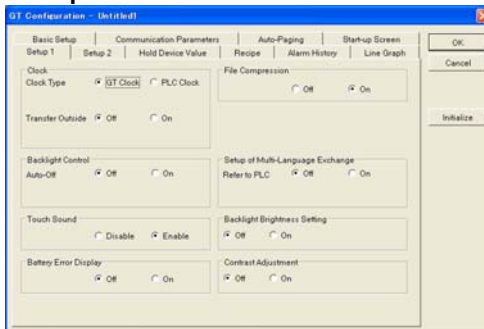 GT Configuration - Untitled1
Basic Setup Communication Parameters Auto-Paging Start-up Screen
Setup 1 Setup 2 Hold Device Value Recipe Alarm History Line Graph
OK
Cancel
Initialize
Clock
Clock Type GT Clock PLC Clock
Transfer Outside Off On
File Compression
Off On
Backlight Control
Auto-Off Off On
Setup of Multi-Language Exchange
Refer to PLC Off On
Touch Sound
Disable Enable
Backlight Brightness Setting
Off On
Battery Error Display
Off On
Contrast Adjustment
Off On